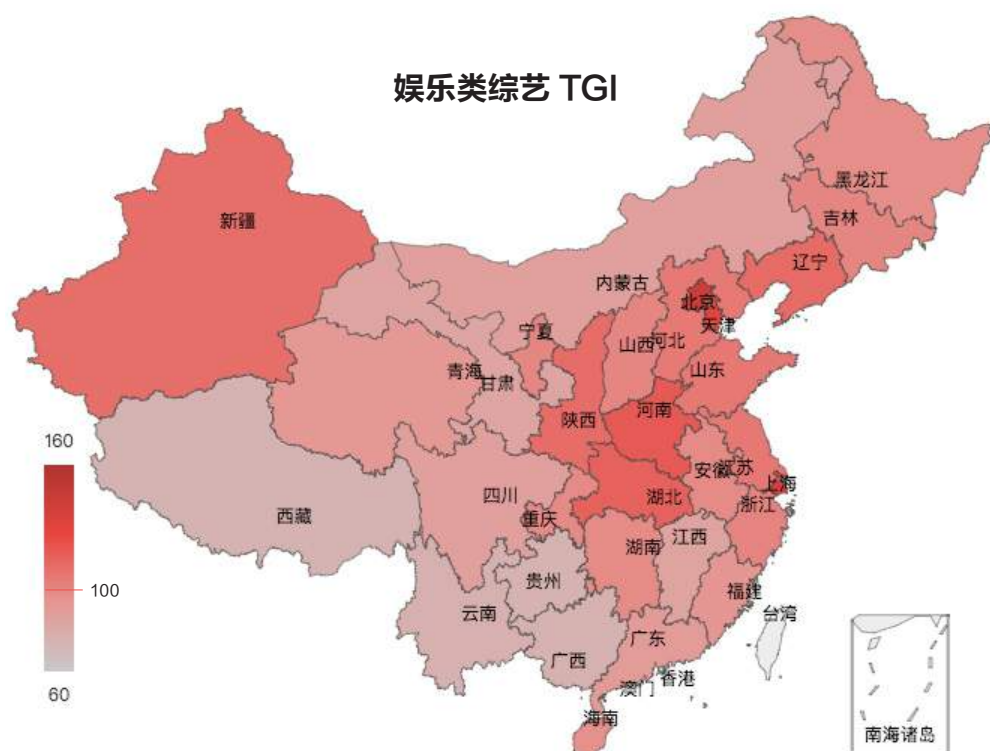 娱乐类综艺 TGI
黑龙江
吉林
新疆
辽宁
内蒙古
北京
天津
宁夏
山西
河北
青海
甘肃
山东
河南
陕西
160
安徽
江苏
上海
四川
湖北
浙江
西藏
重庆
江西
湖南
贵州
100
福建
云南
台湾
广东
广西
香港
澳门
60
海南
南海诸岛